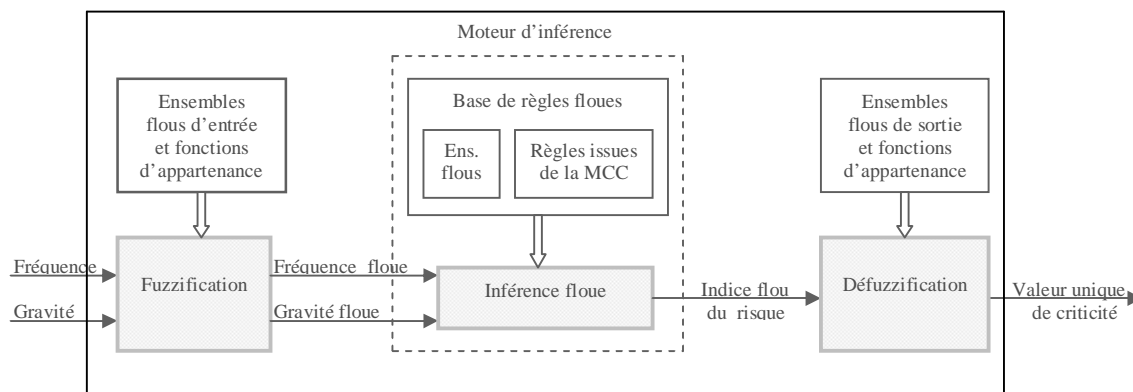 Moteur d’inférence
Ensembles
flous d’entrée
et fonctions
d’appartenance
Base de règles floues
Ens.
flous
Règles issues
de la MCC
Ensembles
flous de sortie
et fonctions
d’appartenance
Fréquence
Gravité
Fuzzification
Fréquence floue
Gravité floue
Inférence floue
Indice flou
du risque
Défuzzification
Valeur unique
de criticité